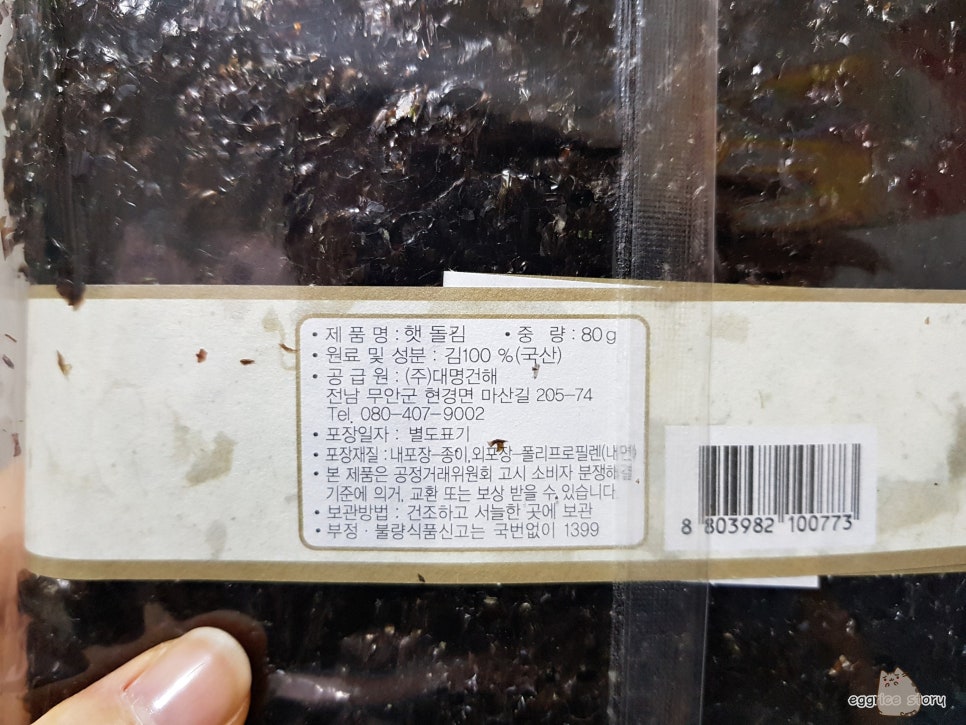 • 제 품 명 : 햇 돌김 • 중 량 : 80g
• 원료 및 성분 : 김100 %(국산)
• 공 급 원 : (주)대명건해
전남 무안군 현경면 마산길 205-74
Tel. 080-407-9002
• 포장일자 : 별도표기
• 포장재질 : 내포장-종이,외포장-폴리프로필렌(내면)
• 본 제품은 공정거래위원회 고시 소비자 분쟁해결
기준에 의거, 교환 또는 보상 받을 수 있습니다.
• 보관방법 : 건조하고 서늘한 곳에 보관
• 부정·불량식품신고는 국번없이 1399
8 803982 100773
eggrice story